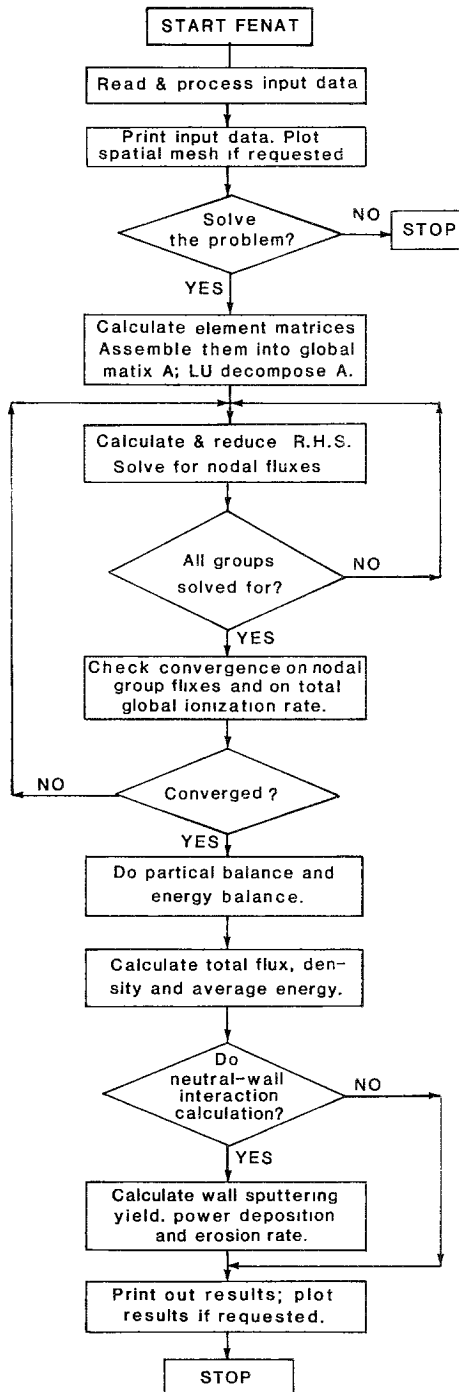 START FENAT
Read & process input data
Print input data. Plot
spatial mesh if requested
Solve
the problem?
NO
STOP
YES
Calculate element matrices
Assemble them into global
matix A; LU decompose A.
Calculate & reduce R.H.S.
Solve for nodal fluxes
All groups
solved for?
NO
YES
Check convergence on nodal
group fluxes and on total
global ionization rate.
NO
Converged ?
YES
Do partical balance and
energy balance.
Calculate total flux, den-
sity and average energy.
Do
neutral-wall
interaction
calculation?
NO
YES
Calculate wall sputtering
yield. power deposition
and erosion rate.
Print out results; plot
results if requested.
STOP